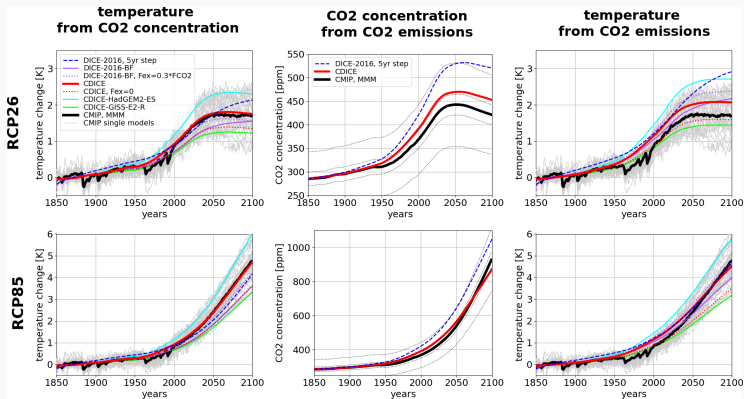 temperature
from CO2 concentration
CO2 concentration
from CO2 emissions
temperature
from CO2 emissions
RCP26
temperature change [K]
3
2
1
0
DICE-2016, 5yr step
DICE-2016-BF
DICE-2016-BF, Fex=0.3*FCO2
CDICE
CDICE, Fex=0
CDICE-HadGEM2-ES
CDICE-GISS-E2-R
CMIP, MMM
CMIP single models
1850 1900 1950 2000 2050 2100
years
CO2 concentration [ppm]
550
500
450
400
350
300
250
DICE-2016, 5yr step
CDICE
CMIP, MMM
1850 1900 1950 2000 2050 2100
years
temperature change [K]
3
2
1
0
1850 1900 1950 2000 2050 2100
years
RCP85
temperature change [K]
6
5
4
3
2
1
0
1850 1900 1950 2000 2050 2100
years
CO2 concentration [ppm]
1000
800
600
400
1850 1900 1950 2000 2050 2100
years
temperature change [K]
6
5
4
3
2
1
0
1850 1900 1950 2000 2050 2100
years